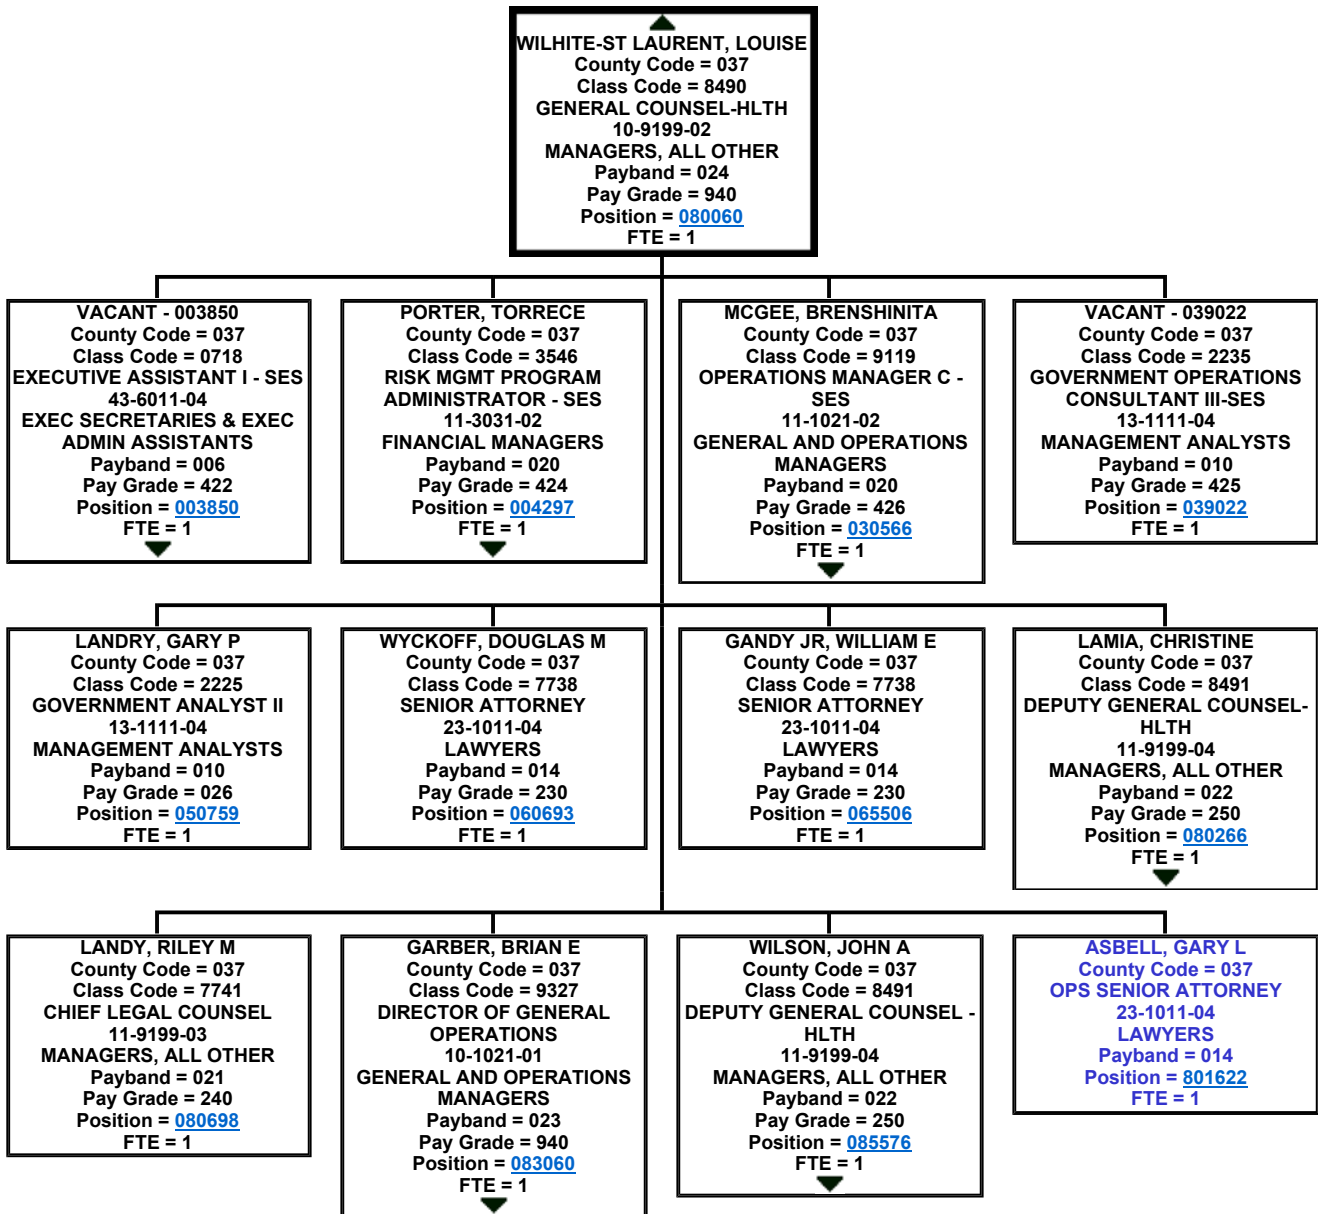 WILHITE-ST LAURENT, LOUISE
County Code = 037
Class Code = 8490
GENERAL COUNSEL-HLTH
10-9199-02
MANAGERS, ALL OTHER
Payband = 024
Pay Grade = 940
Position = 080060
FTE = 1
VACANT - 003850
County Code = 037
Class Code = 0718
EXECUTIVE ASSISTANT I - SES
43-6011-04
EXEC SECRETARIES & EXEC
ADMIN ASSISTANTS
Payband = 006
Pay Grade = 422
Position = 003850
FTE = 1
PORTER, TORRECE
County Code = 037
Class Code = 3546
RISK MGMT PROGRAM
ADMINISTRATOR - SES
11-3031-02
FINANCIAL MANAGERS
Payband = 020
Pay Grade = 424
Position = 004297
FTE = 1
MCGEE, BRENSHINITA
County Code = 037
Class Code = 9119
OPERATIONS MANAGER C -
SES
11-1021-02
GENERAL AND OPERATIONS
MANAGERS
Payband = 020
Pay Grade = 426
Position = 030566
FTE = 1
VACANT - 039022
County Code = 037
Class Code = 2235
GOVERNMENT OPERATIONS
CONSULTANT III-SES
13-1111-04
MANAGEMENT ANALYSTS
Payband = 010
Pay Grade = 425
Position = 039022
FTE = 1
LANDRY, GARY P
County Code = 037
Class Code = 2225
GOVERNMENT ANALYST II
13-1111-04
MANAGEMENT ANALYSTS
Payband = 010
Pay Grade = 026
Position = 050759
FTE = 1
WYCKOFF, DOUGLAS M
County Code = 037
Class Code = 7738
SENIOR ATTORNEY
23-1011-04
LAWYERS
Payband = 014
Pay Grade = 230
Position = 060693
FTE = 1
GANDY JR, WILLIAM E
County Code = 037
Class Code = 7738
SENIOR ATTORNEY
23-1011-04
LAWYERS
Payband = 014
Pay Grade = 230
Position = 065506
FTE = 1
LAMIA, CHRISTINE
County Code = 037
Class Code = 8491
DEPUTY GENERAL COUNSEL-
HLTH
11-9199-04
MANAGERS, ALL OTHER
Payband = 022
Pay Grade = 250
Position = 080266
FTE = 1
LANDY, RILEY M
County Code = 037
Class Code = 7741
CHIEF LEGAL COUNSEL
11-9199-03
MANAGERS, ALL OTHER
Payband = 021
Pay Grade = 240
Position = 080698
FTE = 1
GARBER, BRIAN E
County Code = 037
Class Code = 9327
DIRECTOR OF GENERAL
OPERATIONS
10-1021-01
GENERAL AND OPERATIONS
MANAGERS
Payband = 023
Pay Grade = 940
Position = 083060
FTE = 1
WILSON, JOHN A
County Code = 037
Class Code = 8491
DEPUTY GENERAL COUNSEL -
HLTH
11-9199-04
MANAGERS, ALL OTHER
Payband = 022
Pay Grade = 250
Position = 085576
FTE = 1
ASBELL, GARY L
County Code = 037
OPS SENIOR ATTORNEY
23-1011-04
LAWYERS
Payband = 014
Position = 801622
FTE = 1